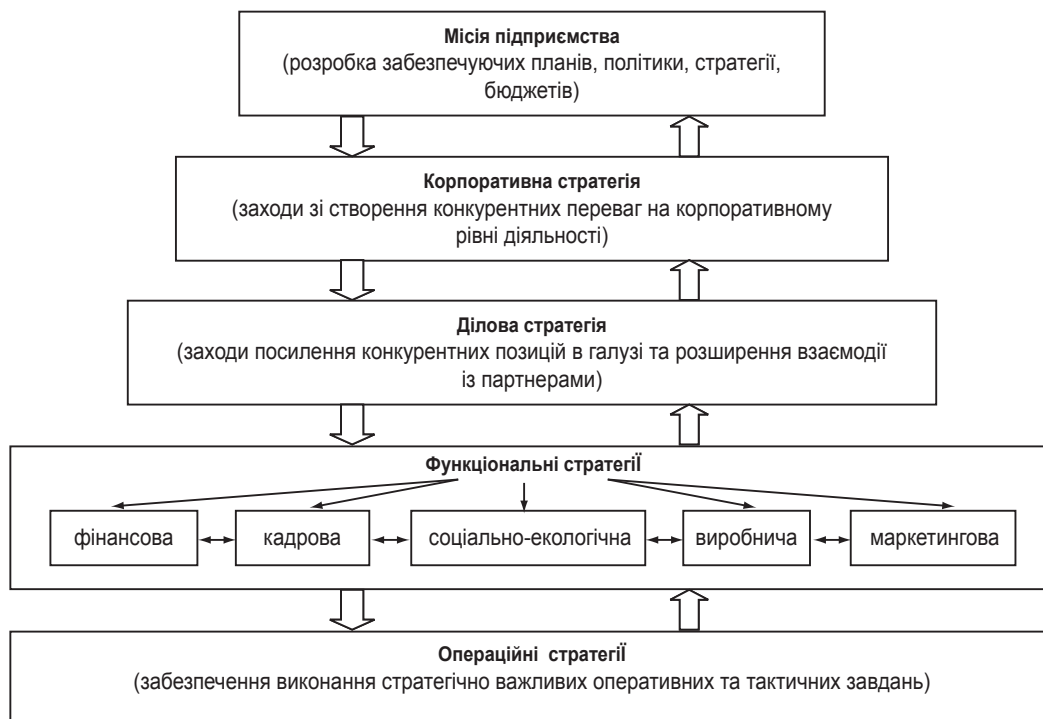 Місія підприємства
(розробка забезпечуючих планів, політики, стратегії,
бюджетів)
Корпоративна стратегія
(заходи зі створення конкурентних переваг на корпоративному
рівні діяльності)
Ділова стратегія
(заходи посилення конкурентних позицій в галузі та розширення взаємодії
із партнерами)
Функціональні стратегіЇ
фінансова
кадрова
соціально-екологічна
виробнича
маркетингова
Операційні стратегіЇ
(забезпечення виконання стратегічно важливих оперативних та тактичних завдань)